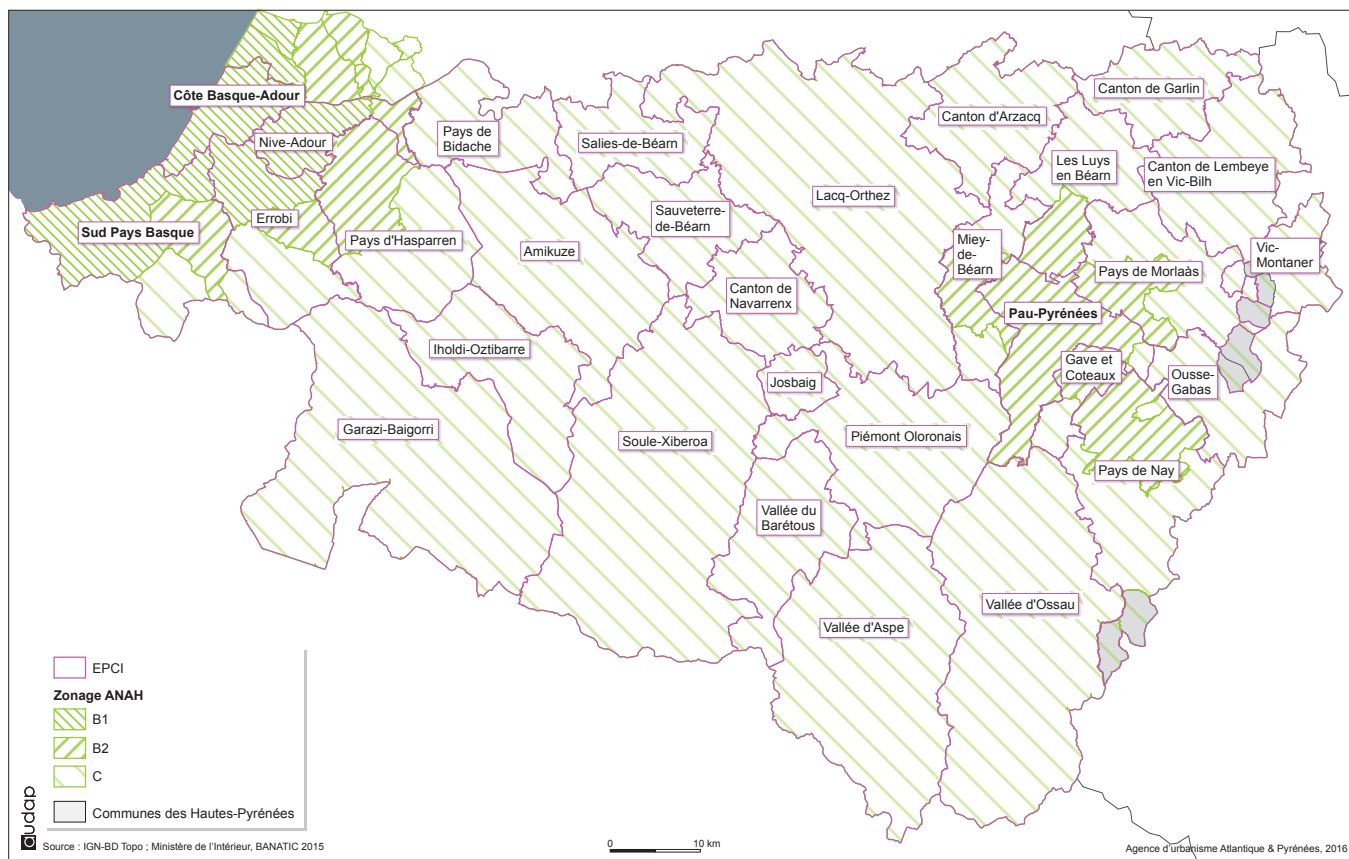 Côte Basque-Adour
Nive-Adour
Errobi
Sud Pays Basque
Pays de
Bidache
Pays d'Hasparren
Salies-de-Béarn
Sauveterre-
de-Béarn
Amikuze
Canton de
Navarrenx
Iholdi-Oztibarre
Garazi-Baigorri
Josbaig
Soule-Xiberoa
Lacq-Orthez
Canton d'Arzacq
Canton de Garlin
Les Luys
en Béarn
Canton de Lembeye
en Vic-Bilh
Miey-
de-
Béarn
Pays de Morlaàs
Vic-
Montaner
Pau-Pyrénées
Gave et
Coteaux
Ousse-
Gabas
Piémont Oloronais
Pays de Nay
Vallée du
Barétous
Vallée d'Aspe
Vallée d'Ossau
EPCI
Zonage ANAH
B1
B2
C
Communes des Hautes-Pyrénées
audap
Source : IGN-BD Topo ; Ministère de l'Intérieur, BANATIC 2015
0 10 km
Agence d'urbanisme Atlantique & Pyrénées, 2016